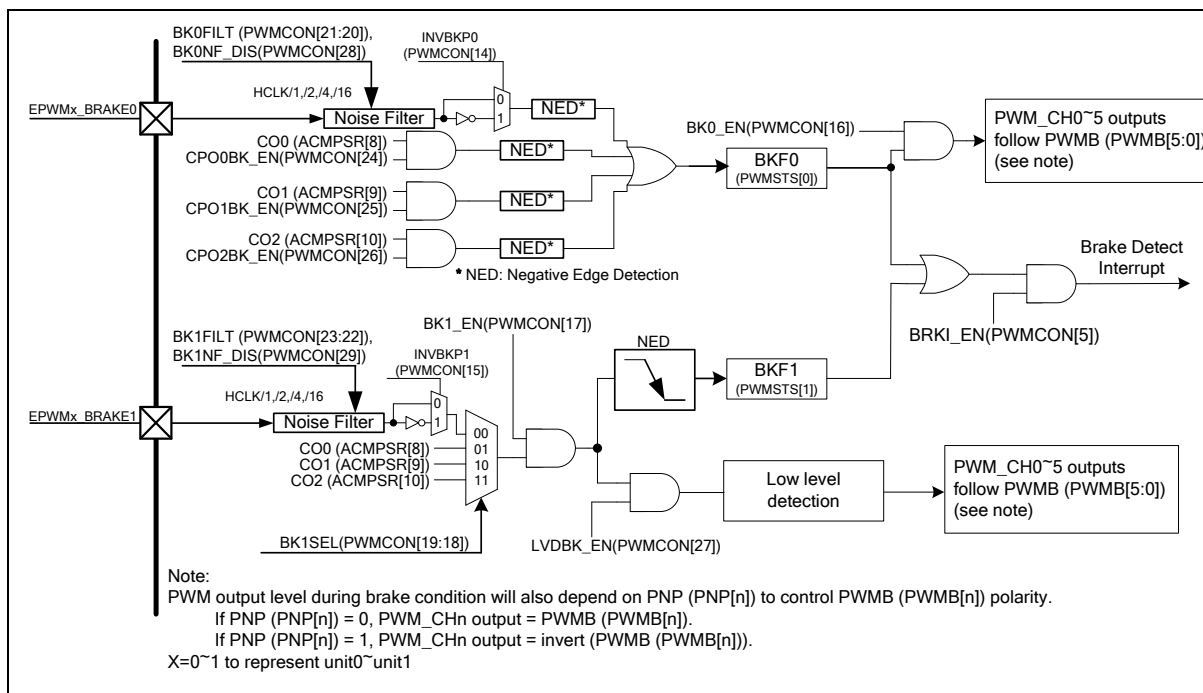 BK0FILT (PWMCON[21:20]),
BK0NF_DIS(PWMCON[28])
INVBKP0
(PWMCON[14])
HCLK/1,/2,/4,/16
EPWMx_BRAKE0
Noise Filter
0
1
NED*
CO0 (ACMPSR[8])
CPO0BK_EN(PWMCON[24])
NED*
CO1 (ACMPSR[9])
CPO1BK_EN(PWMCON[25])
NED*
CO2 (ACMPSR[10])
CPO2BK_EN(PWMCON[26])
NED*
* NED: Negative Edge Detection
BK0_EN(PWMCON[16])
BKF0
(PWMSTS[0])
PWM_CH0~5 outputs
follow PWMB (PWMB[5:0])
(see note)
Brake Detect
Interrupt
BRKI_EN(PWMCON[5])
BK1FILT (PWMCON[23:22]),
BK1NF_DIS(PWMCON[29])
INVBKP1
(PWMCON[15])
BK1_EN(PWMCON[17])
NED
BKF1
(PWMSTS[1])
HCLK/1,/2,/4,/16
EPWMx_BRAKE1
Noise Filter
0
1
00
01
10
11
CO0 (ACMPSR[8])
CO1 (ACMPSR[9])
CO2 (ACMPSR[10])
BK1SEL(PWMCON[19:18])
LVDBK_EN(PWMCON[27])
Low level
detection
PWM_CH0~5 outputs
follow PWMB (PWMB[5:0])
(see note)
Note:
PWM output level during brake condition will also depend on PNP (PNP[n]) to control PWMB (PWMB[n]) polarity.
If PNP (PNP[n]) = 0, PWM_CHn output = PWMB (PWMB[n]).
If PNP (PNP[n]) = 1, PWM_CHn output = invert (PWMB (PWMB[n])).
X=0~1 to represent unit0~unit1